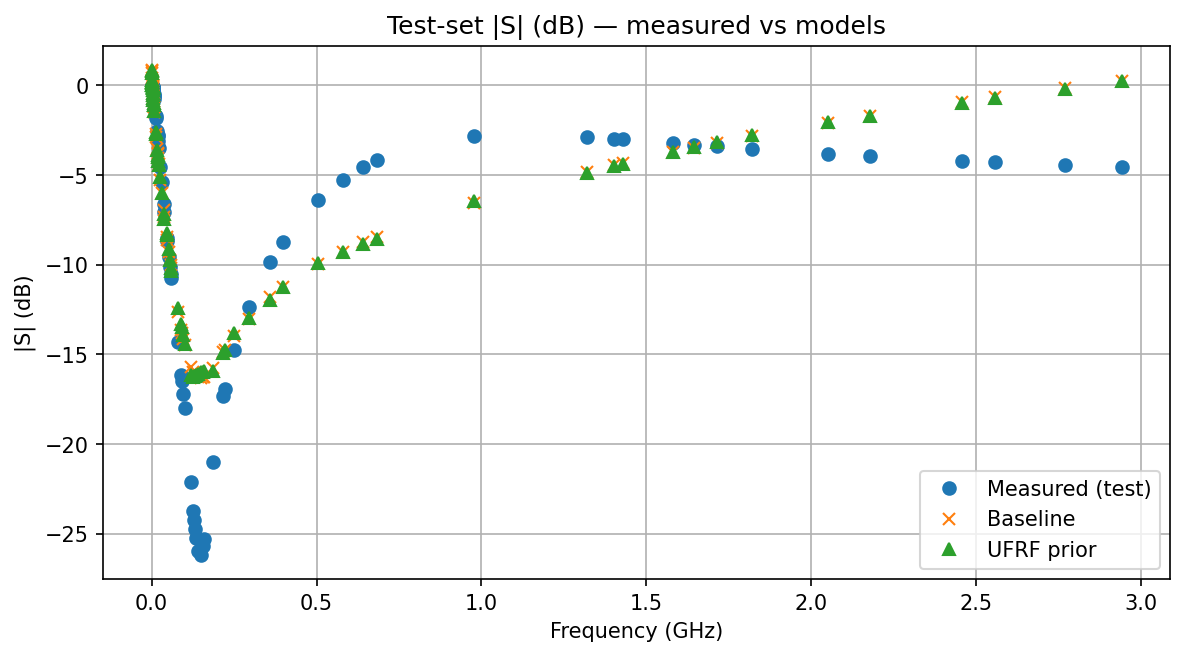 Test-set |S| (dB) — measured vs models
|S| (dB)
0
−5
−10
−15
−20
−25
0.0 0.5 1.0 1.5 2.0 2.5 3.0
Frequency (GHz)
Measured (test)
Baseline
UFRF prior